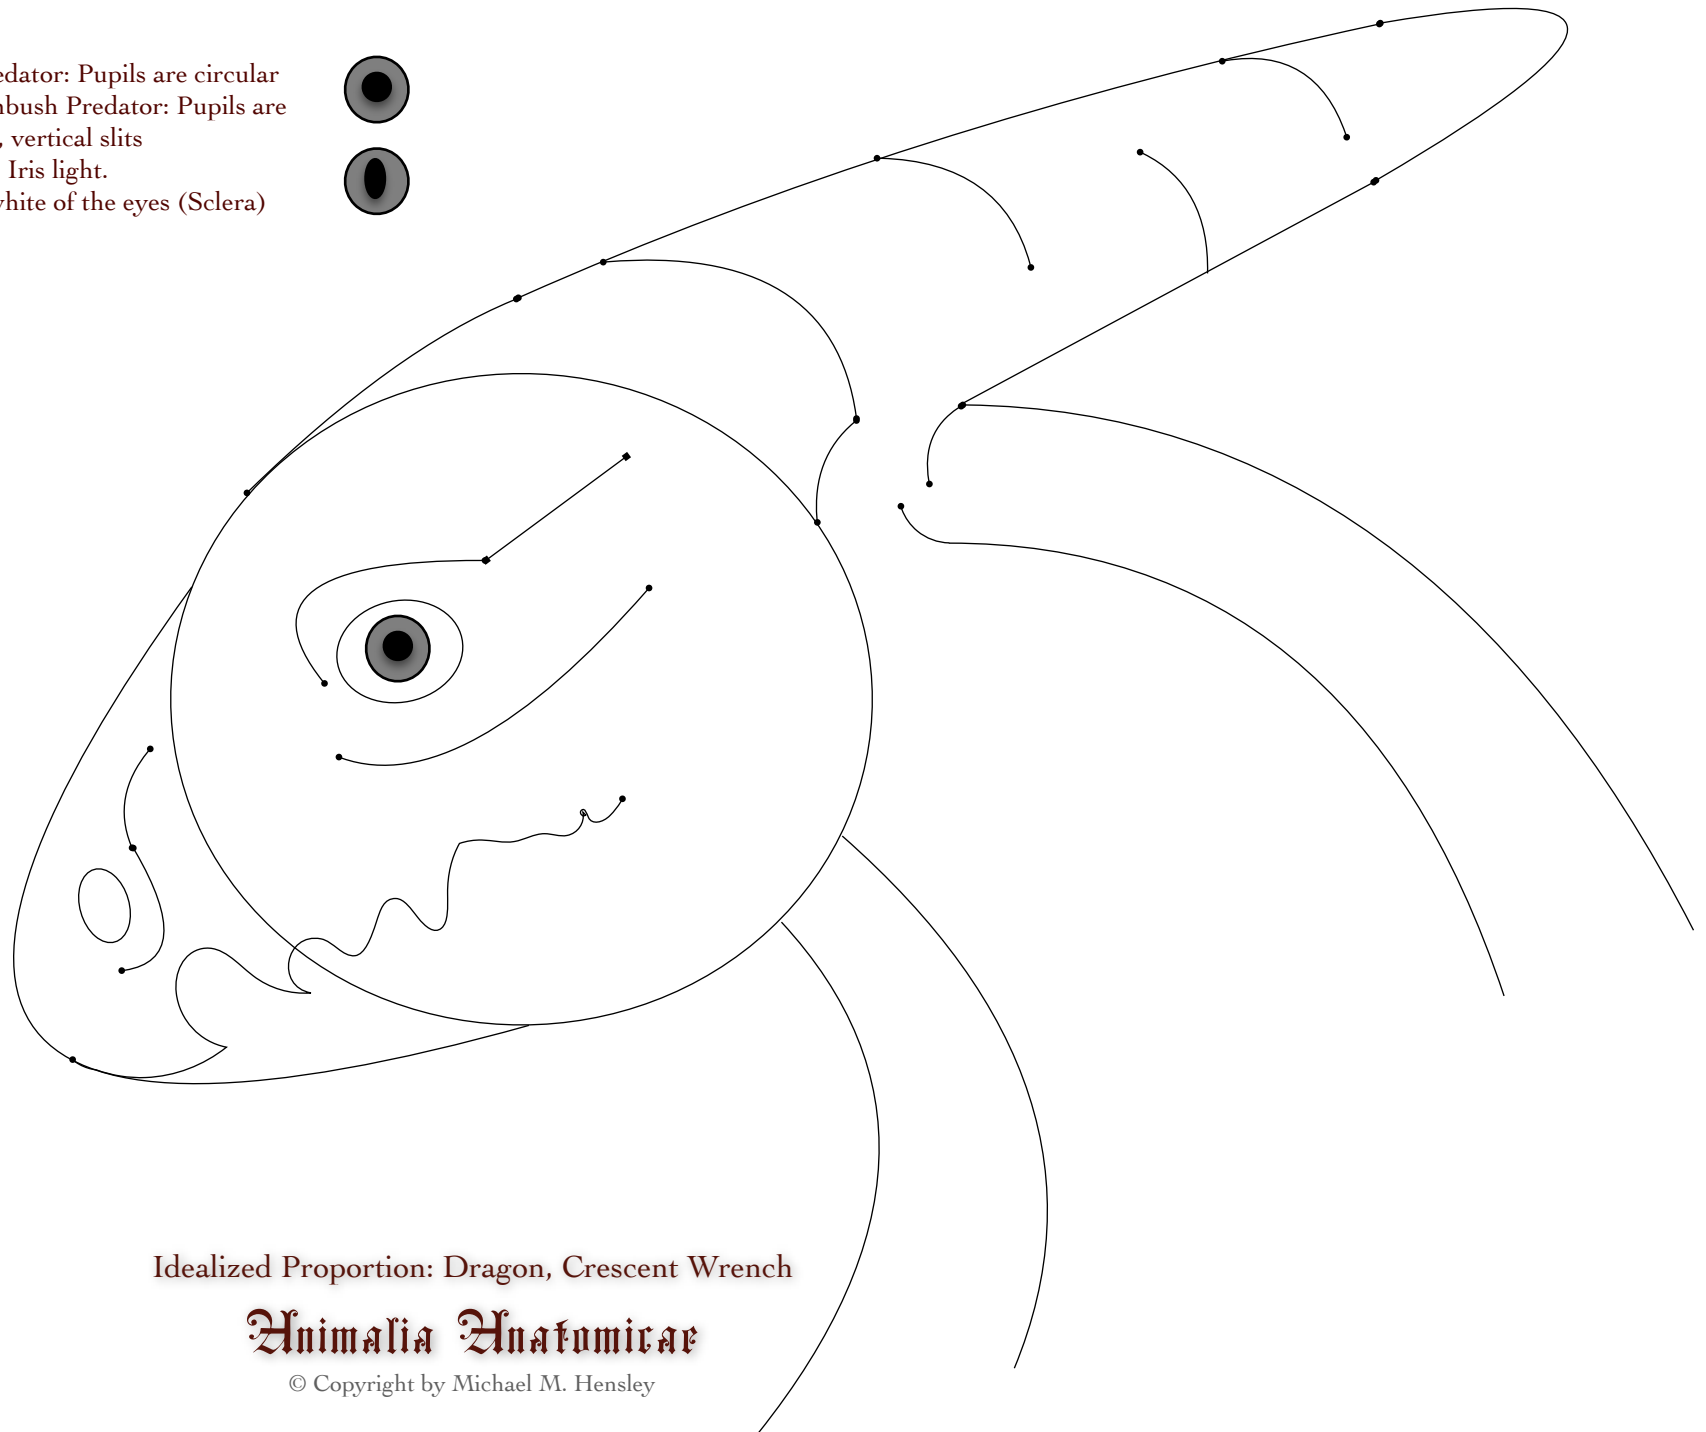 edator: Pupils are circular
nbush Predator: Pupils are
, vertical slits
Iris light.
white of the eyes (Sclera)
Idealized Proportion: Dragon, Crescent Wrench
Animalia Anatomicae
© Copyright by Michael M. Hensley